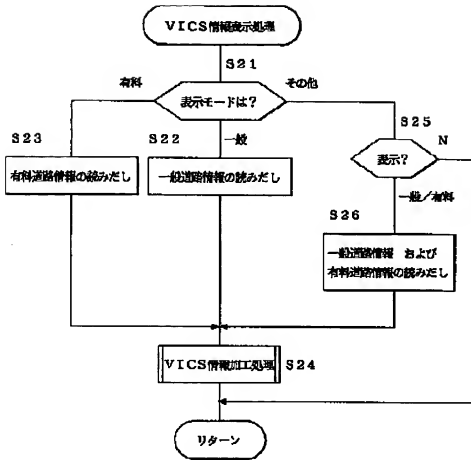 VICS情報表示処理
S21
有料
その他
表示モードは？
S23
S22
一般
S25
N
有料道路情報の読みだし
一般道路情報の読みだし
表示？
一般／有料
S26
一般道路情報 および
有料道路情報の読みだし
VICS情報加工処理
S24
リターン